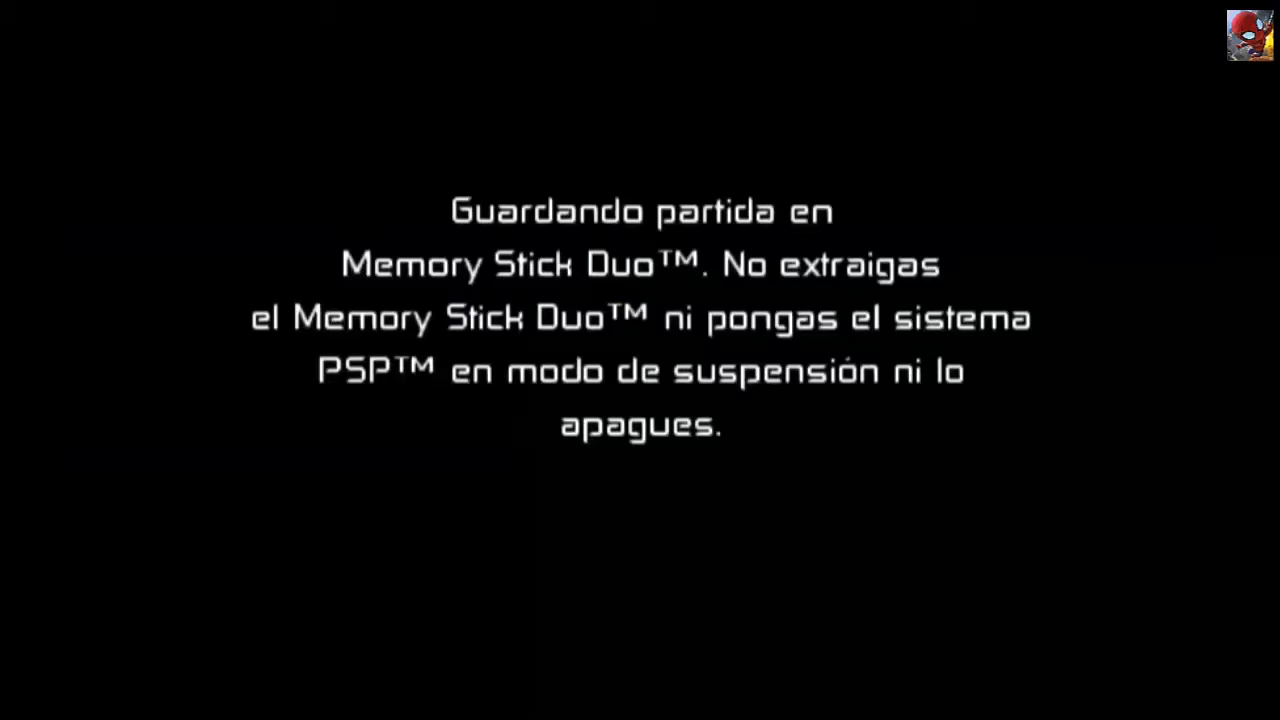 Guardando partida en
Memory Stick Duo™. No extraigas
el Memory Stick Duo™ ni pongas el sistema
PSP™ en modo de suspensión ni lo
apagues.